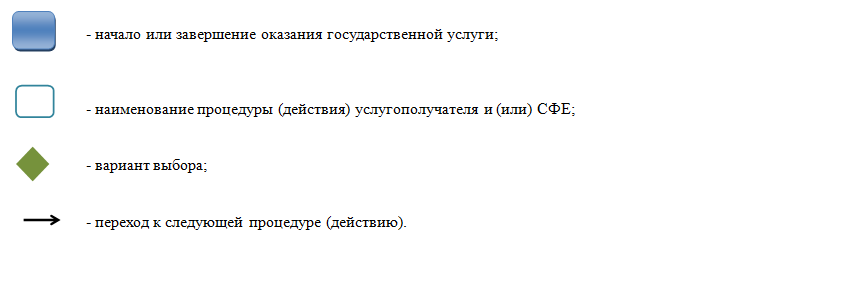 - начало или завершение оказания государственной услуги;
- наименование процедуры (действия) услугополучателя и (или) СФЕ;
- вариант выбора;
- переход к следующей процедуре (действию).